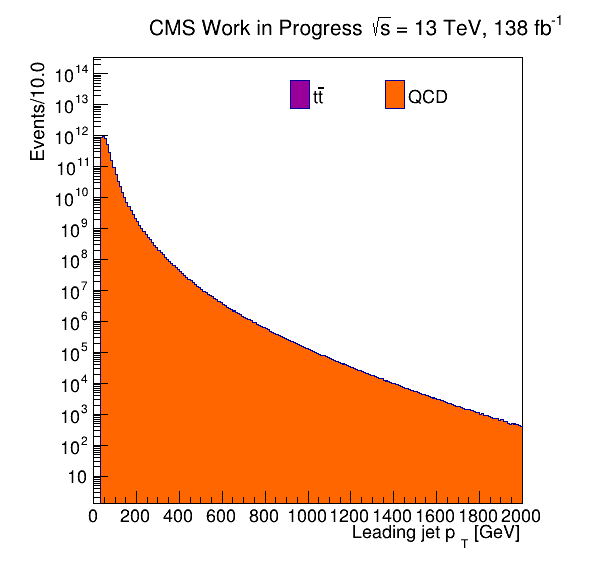 CMS Work in Progress √s = 13 TeV, 138 fb⁻¹
Events/10.0
tt̄
QCD
10¹⁴
10¹³
10¹²
10¹¹
10¹⁰
10⁹
10⁸
10⁷
10⁶
10⁵
10⁴
10³
10²
10
0 200 400 600 800 1000 1200 1400 1600 1800 2000
Leading jet p_T [GeV]